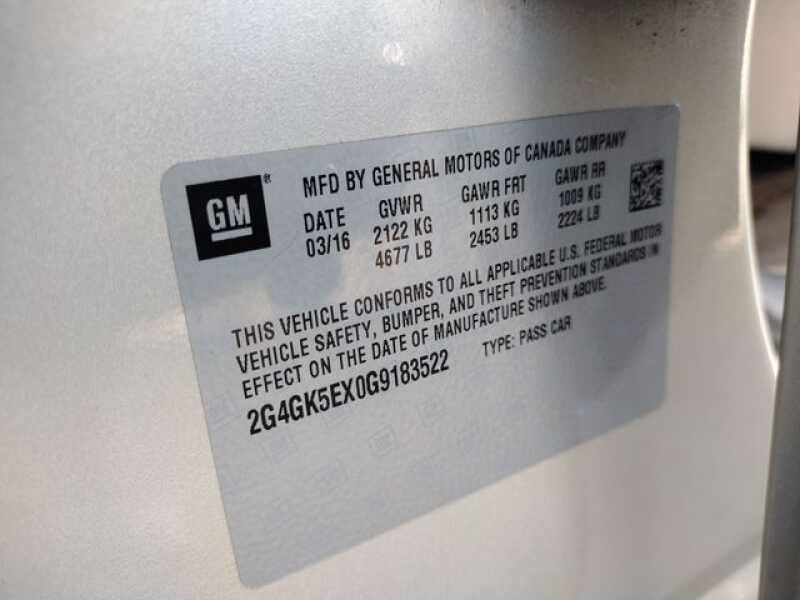 GM ®
MFD BY GENERAL MOTORS OF CANADA COMPANY
DATE GVWR GAWR FRT GAWR RR
03/16 2122 KG 1113 KG 1009 KG
4677 LB 2453 LB 2224 LB
THIS VEHICLE CONFORMS TO ALL APPLICABLE U.S. FEDERAL MOTOR
VEHICLE SAFETY, BUMPER, AND THEFT PREVENTION STANDARDS IN
EFFECT ON THE DATE OF MANUFACTURE SHOWN ABOVE.
2G4GK5EX0G9183522 TYPE: PASS CAR